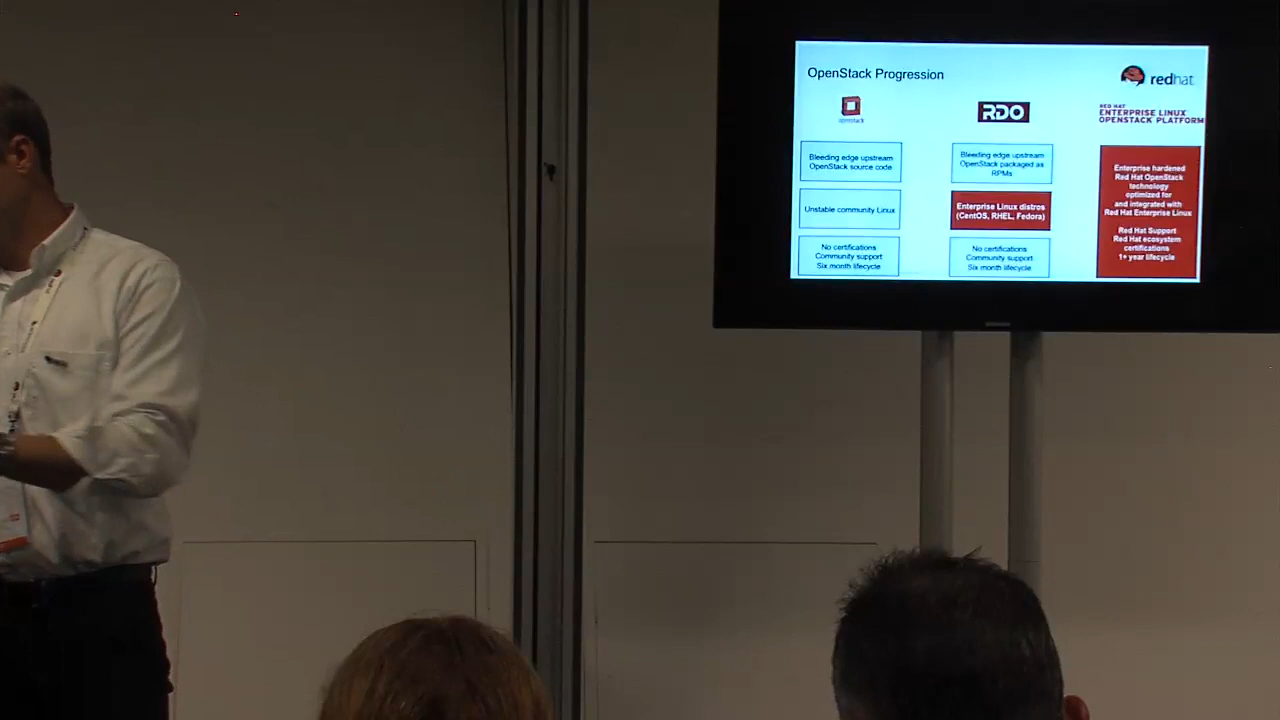 OpenStack Progression
redhat.
openstack
RDO
RED HAT
ENTERPRISE LINUX
OPENSTACK PLATFORM
Bleeding edge upstream
OpenStack source code
Unstable community Linux
No certifications
Community support
Six month lifecycle
Bleeding edge upstream
OpenStack packaged as
RPMs
Enterprise Linux distros
(CentOS, RHEL, Fedora)
No certifications
Community support
Six month lifecycle
Enterprise hardened
Red Hat OpenStack
technology
optimized for
and integrated with
Red Hat Enterprise Linux
Red Hat Support
Red Hat ecosystem
certifications
1+ year lifecycle